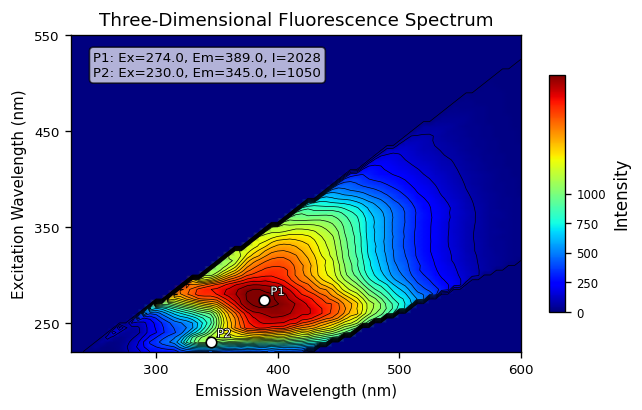 Three-Dimensional Fluorescence Spectrum
P1: Ex=274.0, Em=389.0, I=2028
P2: Ex=230.0, Em=345.0, I=1050
550
450
350
250
Excitation Wavelength (nm)
P1
P2
300
400
500
600
Emission Wavelength (nm)
1000
750
500
250
0
Intensity